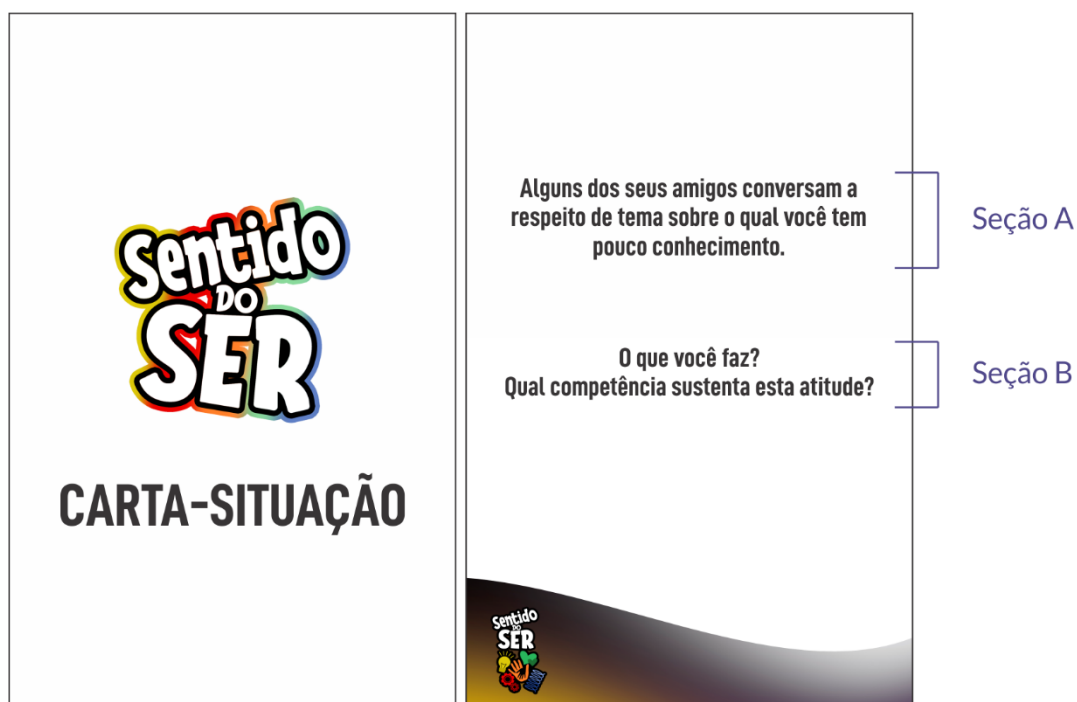 Sentido
DO
SER
CARTA-SITUAÇÃO
Alguns dos seus amigos conversam a
respeito de tema sobre o qual você tem
pouco conhecimento.
Seção A
O que você faz?
Qual competência sustenta esta atitude?
Seção B
Sentido
DO
SER